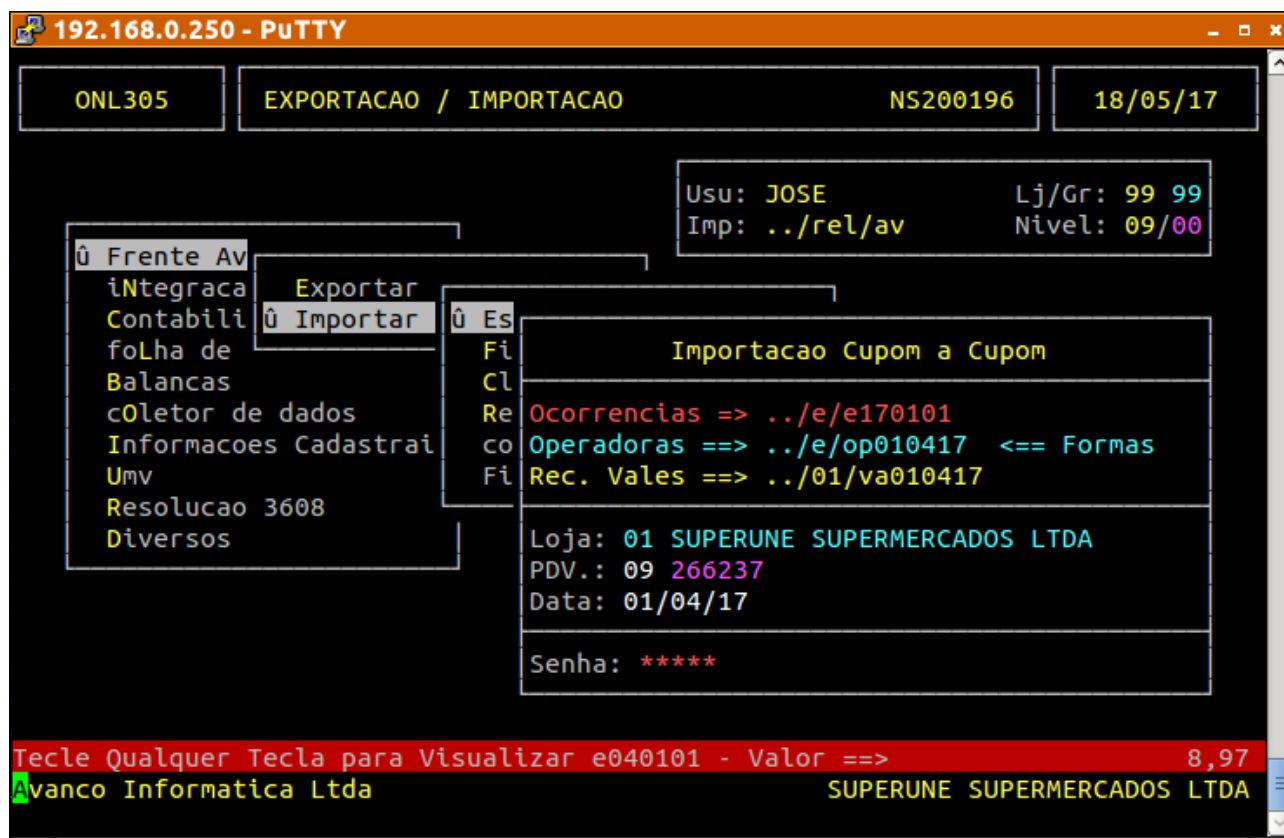 192.168.0.250 - PuTTY
ONL305 EXPORTACAO / IMPORTACAO NS200196 18/05/17
Usu: JOSE Lj/Gr: 99 99
Imp: ../rel/av Nivel: 09/00
û Frente Av
iNtegraca Exportar
Contabili û Importar û Es
foLha de Fi Importacao Cupom a Cupom
Balancas Cl
cOletor de dados Re Ocorrencias => ../e/e170101
Informacoes Cadastrai co Operadoras ==> ../e/op010417 <== Formas
Umv Fi Rec. Vales ==> ../01/va010417
Resolucao 3608
Diversos Loja: 01 SUPERUNE SUPERMERCADOS LTDA
PDV.: 09 266237
Data: 01/04/17
Senha: *****
Tecle Qualquer Tecla para Visualizar e040101 - Valor ==> 8,97
Avanco Informatica Ltda SUPERUNE SUPERMERCADOS LTDA